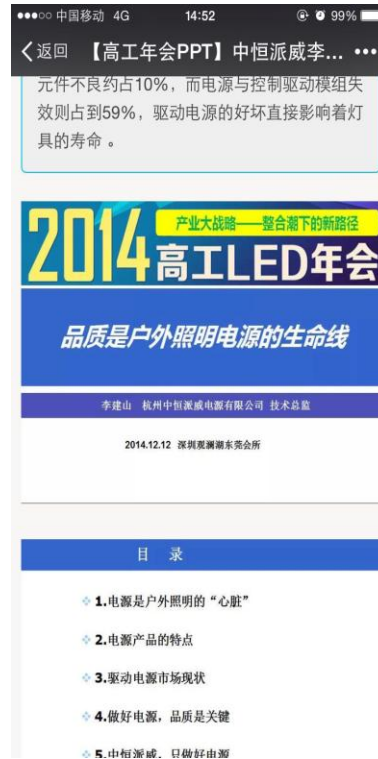 中国移动 4G 14:52 99%
返回 【高工年会PPT】中恒派威李...
元件不良约占10%，而电源与控制驱动模组失
效则占到59%，驱动电源的好坏直接影响着灯
具的寿命 。
2014
产业大战略——整合潮下的新路径
高工LED年会
品质是户外照明电源的生命线
李建山 杭州中恒派威电源有限公司 技术总监
2014.12.12 深圳观澜湖东莞会所
目 录
1.电源是户外照明的“心脏”
2.电源产品的特点
3.驱动电源市场现状
4.做好电源，品质是关键
5.中恒派威，只做好电源